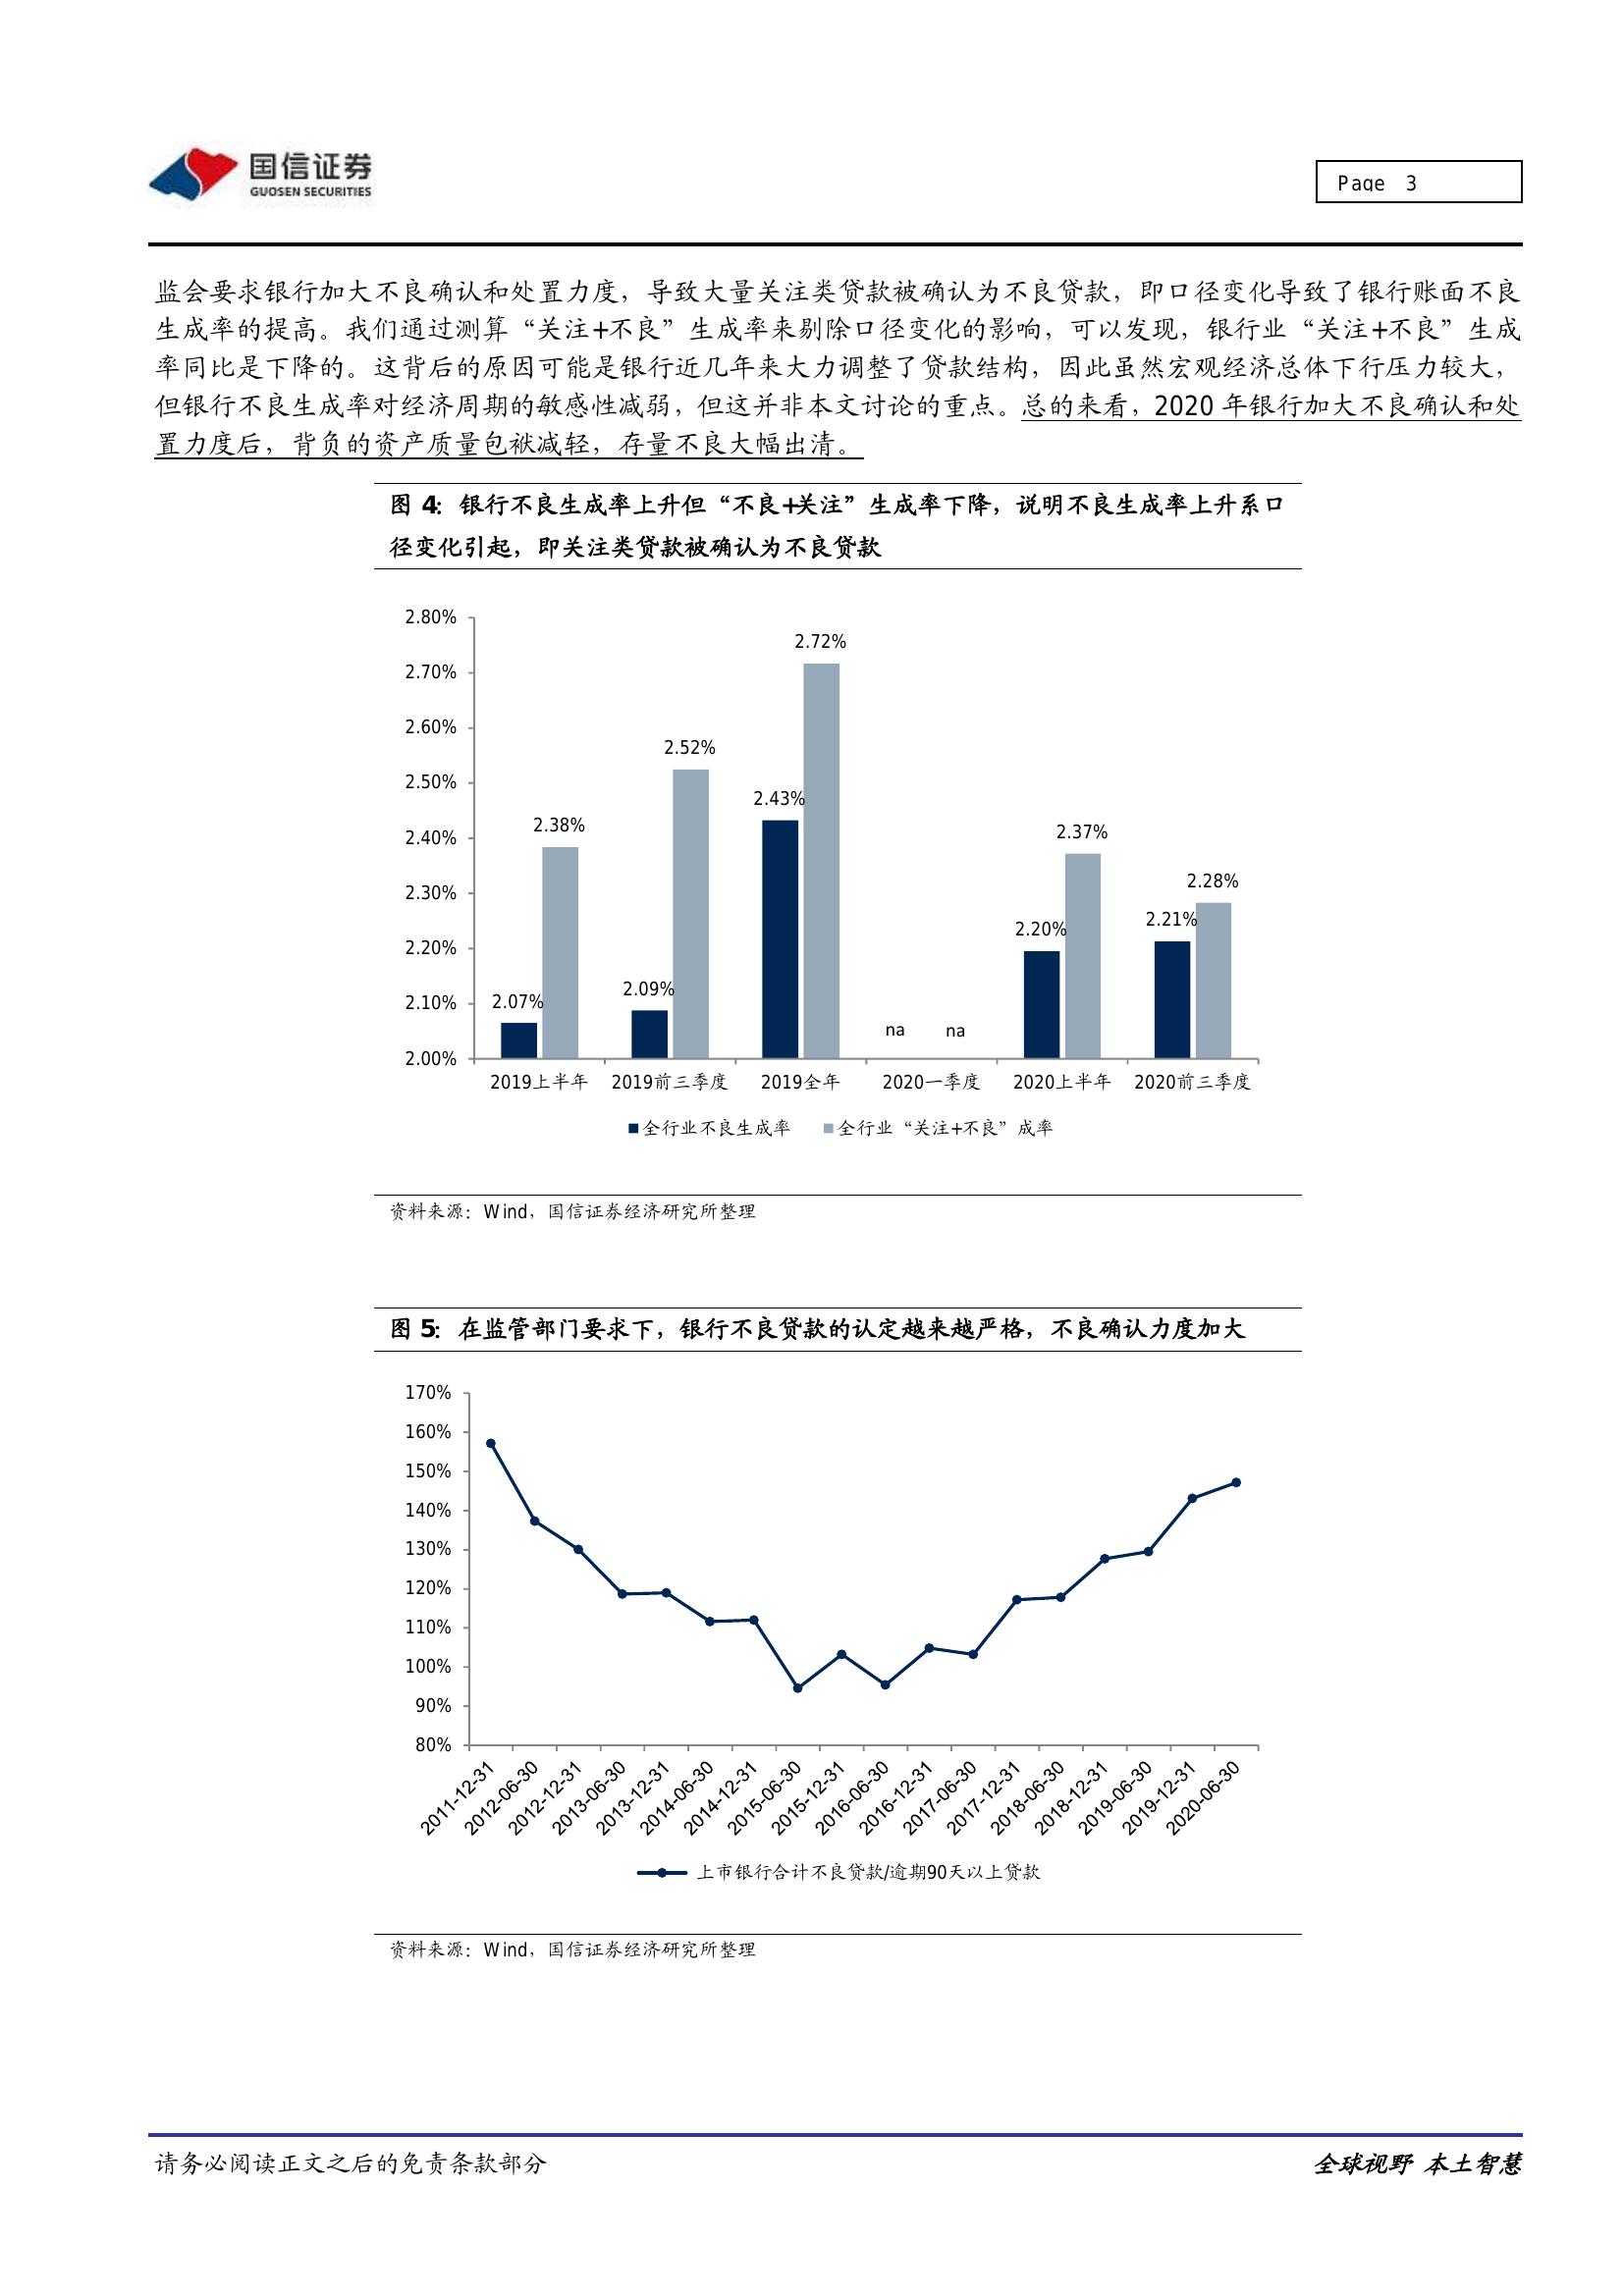 国信证券
GUOSEN SECURITIES
Page 3
监会要求银行加大不良确认和处置力度，导致大量关注类贷款被确认为不良贷款，即口径变化导致了银行账面不良
生成率的提高。我们通过测算“关注+不良”生成率来剔除口径变化的影响，可以发现，银行业“关注+不良”生成
率同比是下降的。这背后的原因可能是银行近几年来大力调整了贷款结构，因此虽然宏观经济总体下行压力较大，
但银行不良生成率对经济周期的敏感性减弱，但这并非本文讨论的重点。总的来看，2020 年银行加大不良确认和处
置力度后，背负的资产质量包袱减轻，存量不良大幅出清。
图 4：银行不良生成率上升但“不良+关注”生成率下降，说明不良生成率上升系口
径变化引起，即关注类贷款被确认为不良贷款
2.80%
2.70%
2.60%
2.50%
2.40%
2.30%
2.20%
2.10%
2.00%
2.07%
2.38%
2.09%
2.52%
2.43%
2.72%
na
na
2.20%
2.37%
2.21%
2.28%
2019上半年 2019前三季度 2019全年 2020一季度 2020上半年 2020前三季度
全行业不良生成率 全行业“关注+不良”成率
资料来源：Wind，国信证券经济研究所整理
图 5：在监管部门要求下，银行不良贷款的认定越来越严格，不良确认力度加大
170%
160%
150%
140%
130%
120%
110%
100%
90%
80%
2011-12-31
2012-06-30
2012-12-31
2013-06-30
2013-12-31
2014-06-30
2014-12-31
2015-06-30
2015-12-31
2016-06-30
2016-12-31
2017-06-30
2017-12-31
2018-06-30
2018-12-31
2019-06-30
2019-12-31
2020-06-30
上市银行合计不良贷款/逾期90天以上贷款
资料来源：Wind，国信证券经济研究所整理
请务必阅读正文之后的免责条款部分
全球视野 本土智慧